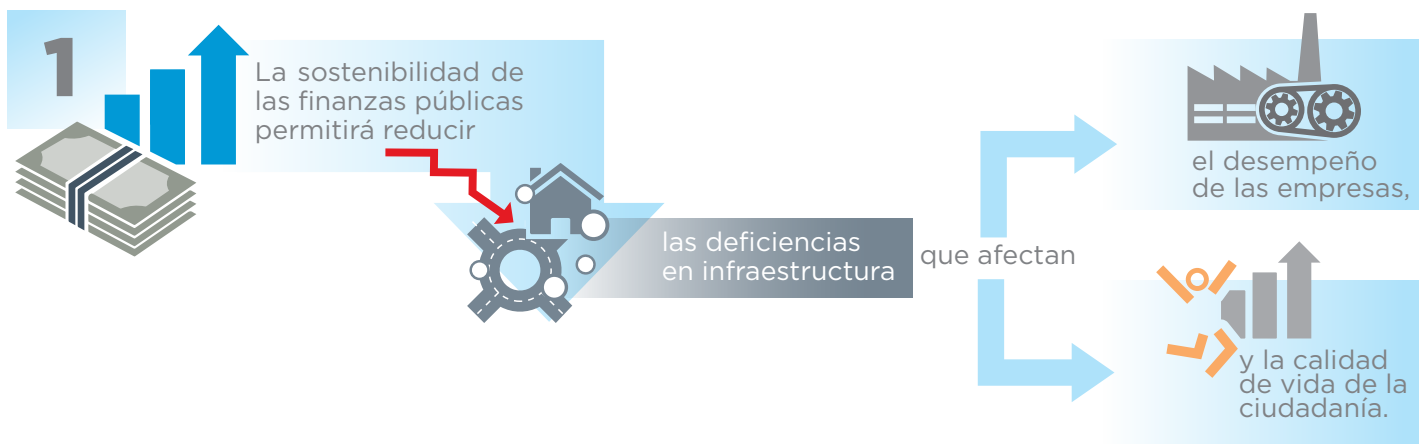 1
La sostenibilidad de
las finanzas públicas
permitirá reducir
las deficiencias
en infraestructura
que afectan
el desempeño
de las empresas,
y la calidad
de vida de la
ciudadanía.